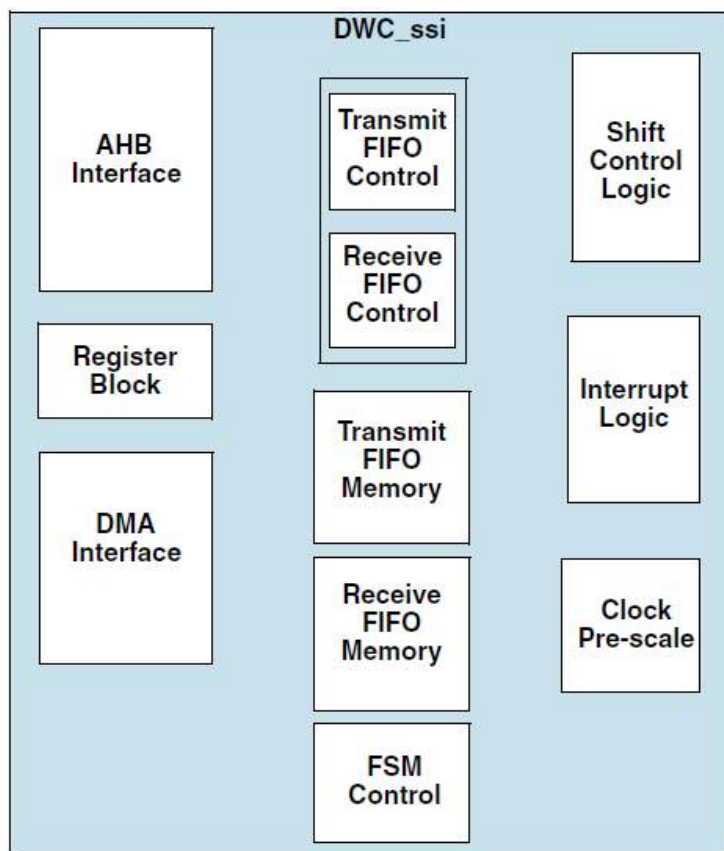 DWC_ssi
AHB
Interface
Register
Block
DMA
Interface
Transmit
FIFO
Control
Receive
FIFO
Control
Transmit
FIFO
Memory
Receive
FIFO
Memory
FSM
Control
Shift
Control
Logic
Interrupt
Logic
Clock
Pre-scale